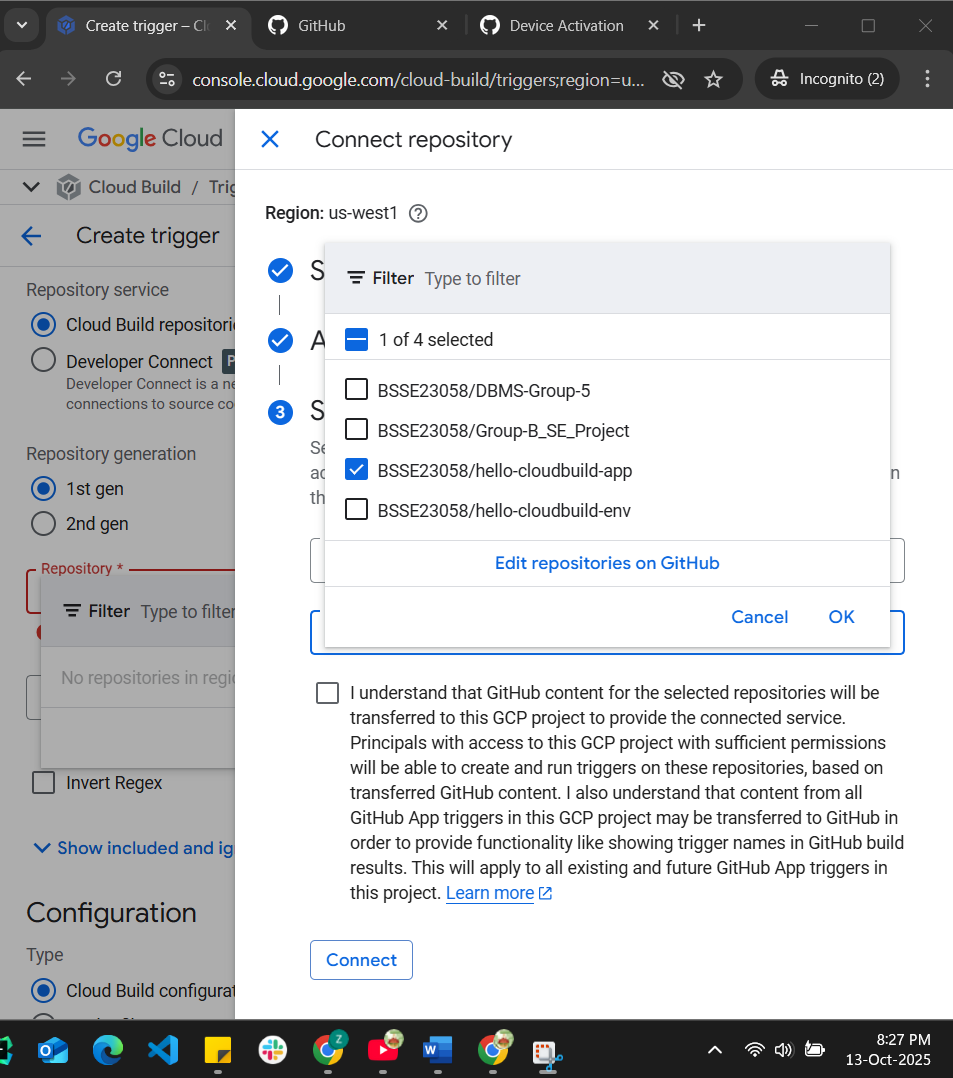 Create trigger – Clo
GitHub
Device Activation
console.cloud.google.com/cloud-build/triggers;region=u...
Incognito (2)
Google Cloud
Connect repository
Cloud Build / Trig
Region: us-west1
Create trigger
S
Filter Type to filter
Repository service
Cloud Build repositorie
A
1 of 4 selected
Developer Connect P
Developer Connect is a ne
connections to source co
BSSE23058/DBMS-Group-5
3 S
BSSE23058/Group-B_SE_Project
Se
Repository generation
BSSE23058/hello-cloudbuild-app
ac
n
1st gen
th
BSSE23058/hello-cloudbuild-env
2nd gen
Edit repositories on GitHub
Repository *
Filter Type to filter
Cancel OK
No repositories in regio
I understand that GitHub content for the selected repositories will be
transferred to this GCP project to provide the connected service.
Principals with access to this GCP project with sufficient permissions
will be able to create and run triggers on these repositories, based on
transferred GitHub content. I also understand that content from all
GitHub App triggers in this GCP project may be transferred to GitHub in
order to provide functionality like showing trigger names in GitHub build
results. This will apply to all existing and future GitHub App triggers in
this project. Learn more
Invert Regex
Show included and ig
Configuration
Type
Connect
Cloud Build configurat
8:27 PM
13-Oct-2025